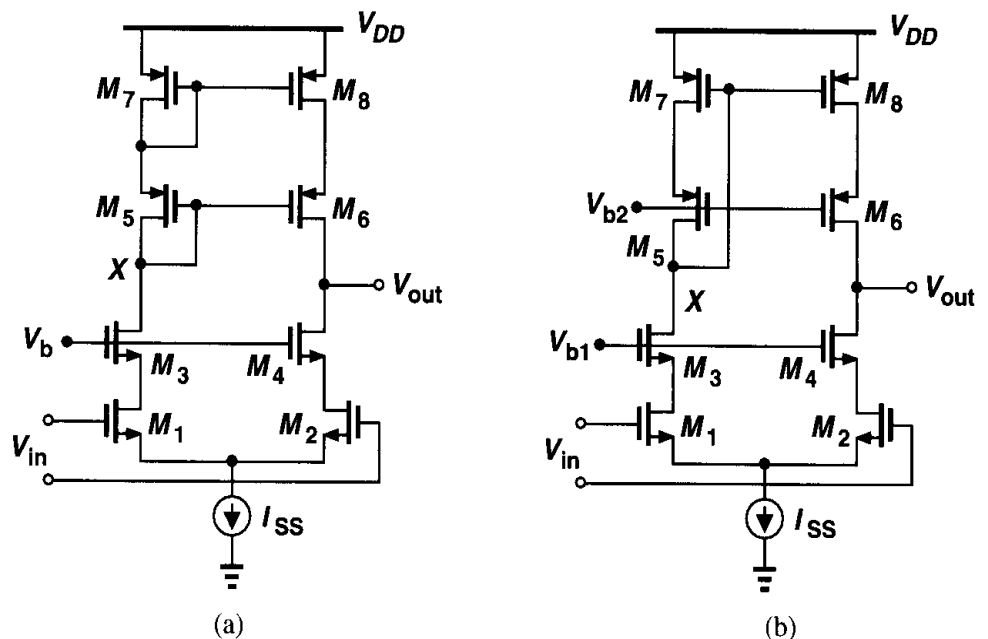 V_DD
M_7
M_8
M_5
M_6
X
V_out
V_b
M_3
M_4
M_1
M_2
V_in
I_SS
(a)
V_DD
M_7
M_8
V_b2
M_5
M_6
X
V_out
V_b1
M_3
M_4
M_1
M_2
V_in
I_SS
(b)